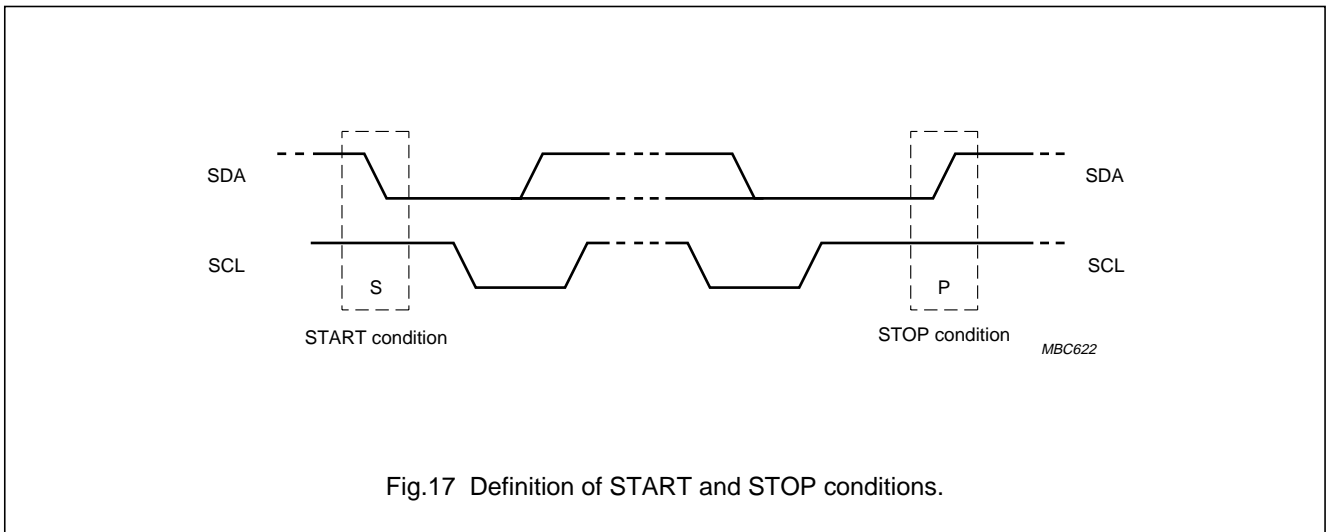 SDA SDA
SCL SCL
S P
START condition STOP condition
MBC622
Fig.17 Definition of START and STOP conditions.